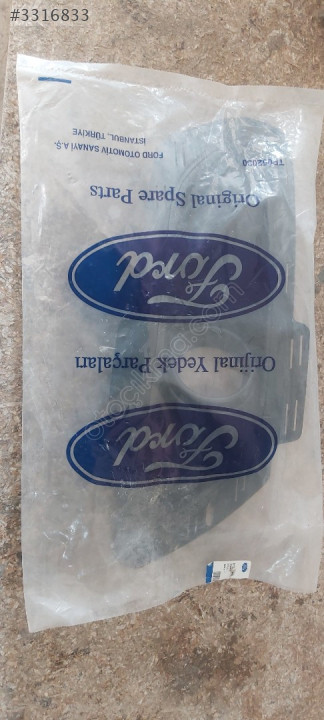 #3316833
Orijinal Yedek Parçaları
Ford
Original Spare Parts
Ford
FORD OTOMOTİV SANAYİ A.Ş.
İSTANBUL, TÜRKİYE